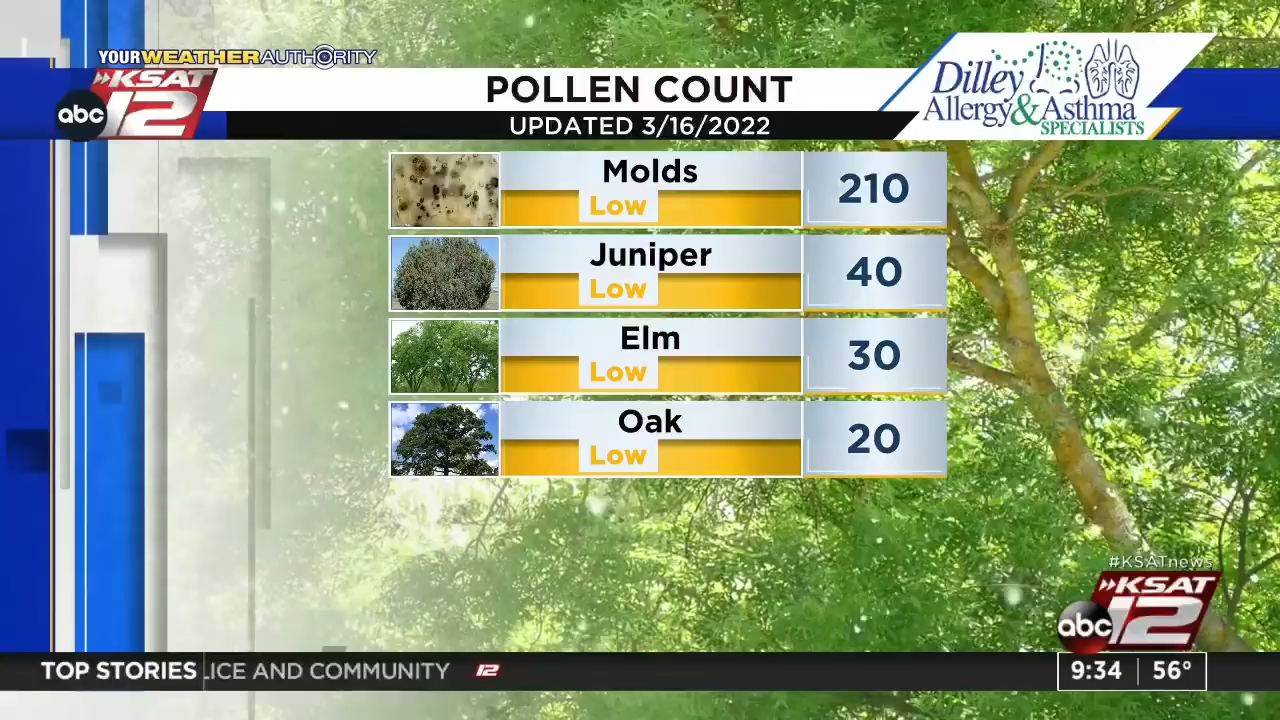 YOUR WEATHER AUTHORITY
KSAT
abc 12
POLLEN COUNT
UPDATED 3/16/2022
Dilley
Allergy & Asthma
SPECIALISTS
Molds
Low
210
Juniper
Low
40
Elm
Low
30
Oak
Low
20
#KSATnews
KSAT
abc 12
TOP STORIES
ICE AND COMMUNITY 12
9:34 56°